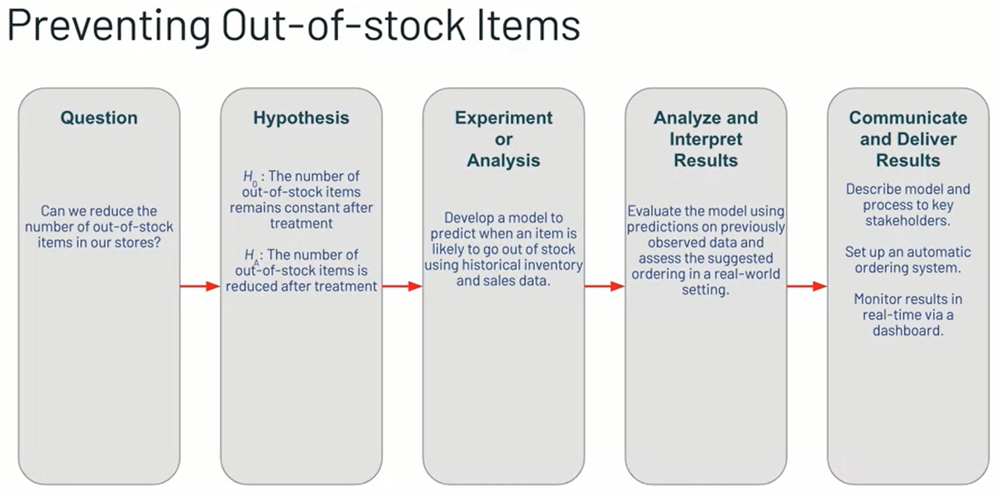 Preventing Out-of-stock Items
Question
Can we reduce the
number of out-of-stock
items in our stores?
Hypothesis
H0 : The number of
out-of-stock items
remains constant after
treatment
HA: The number of
out-of-stock items is
reduced after treatment
Experiment
or
Analysis
Develop a model to
predict when an item is
likely to go out of stock
using historical inventory
and sales data.
Analyze and
Interpret
Results
Evaluate the model using
predictions on previously
observed data and
assess the suggested
ordering in a real-world
setting.
Communicate
and Deliver
Results
Describe model and
process to key
stakeholders.
Set up an automatic
ordering system.
Monitor results in
real-time via a
dashboard.